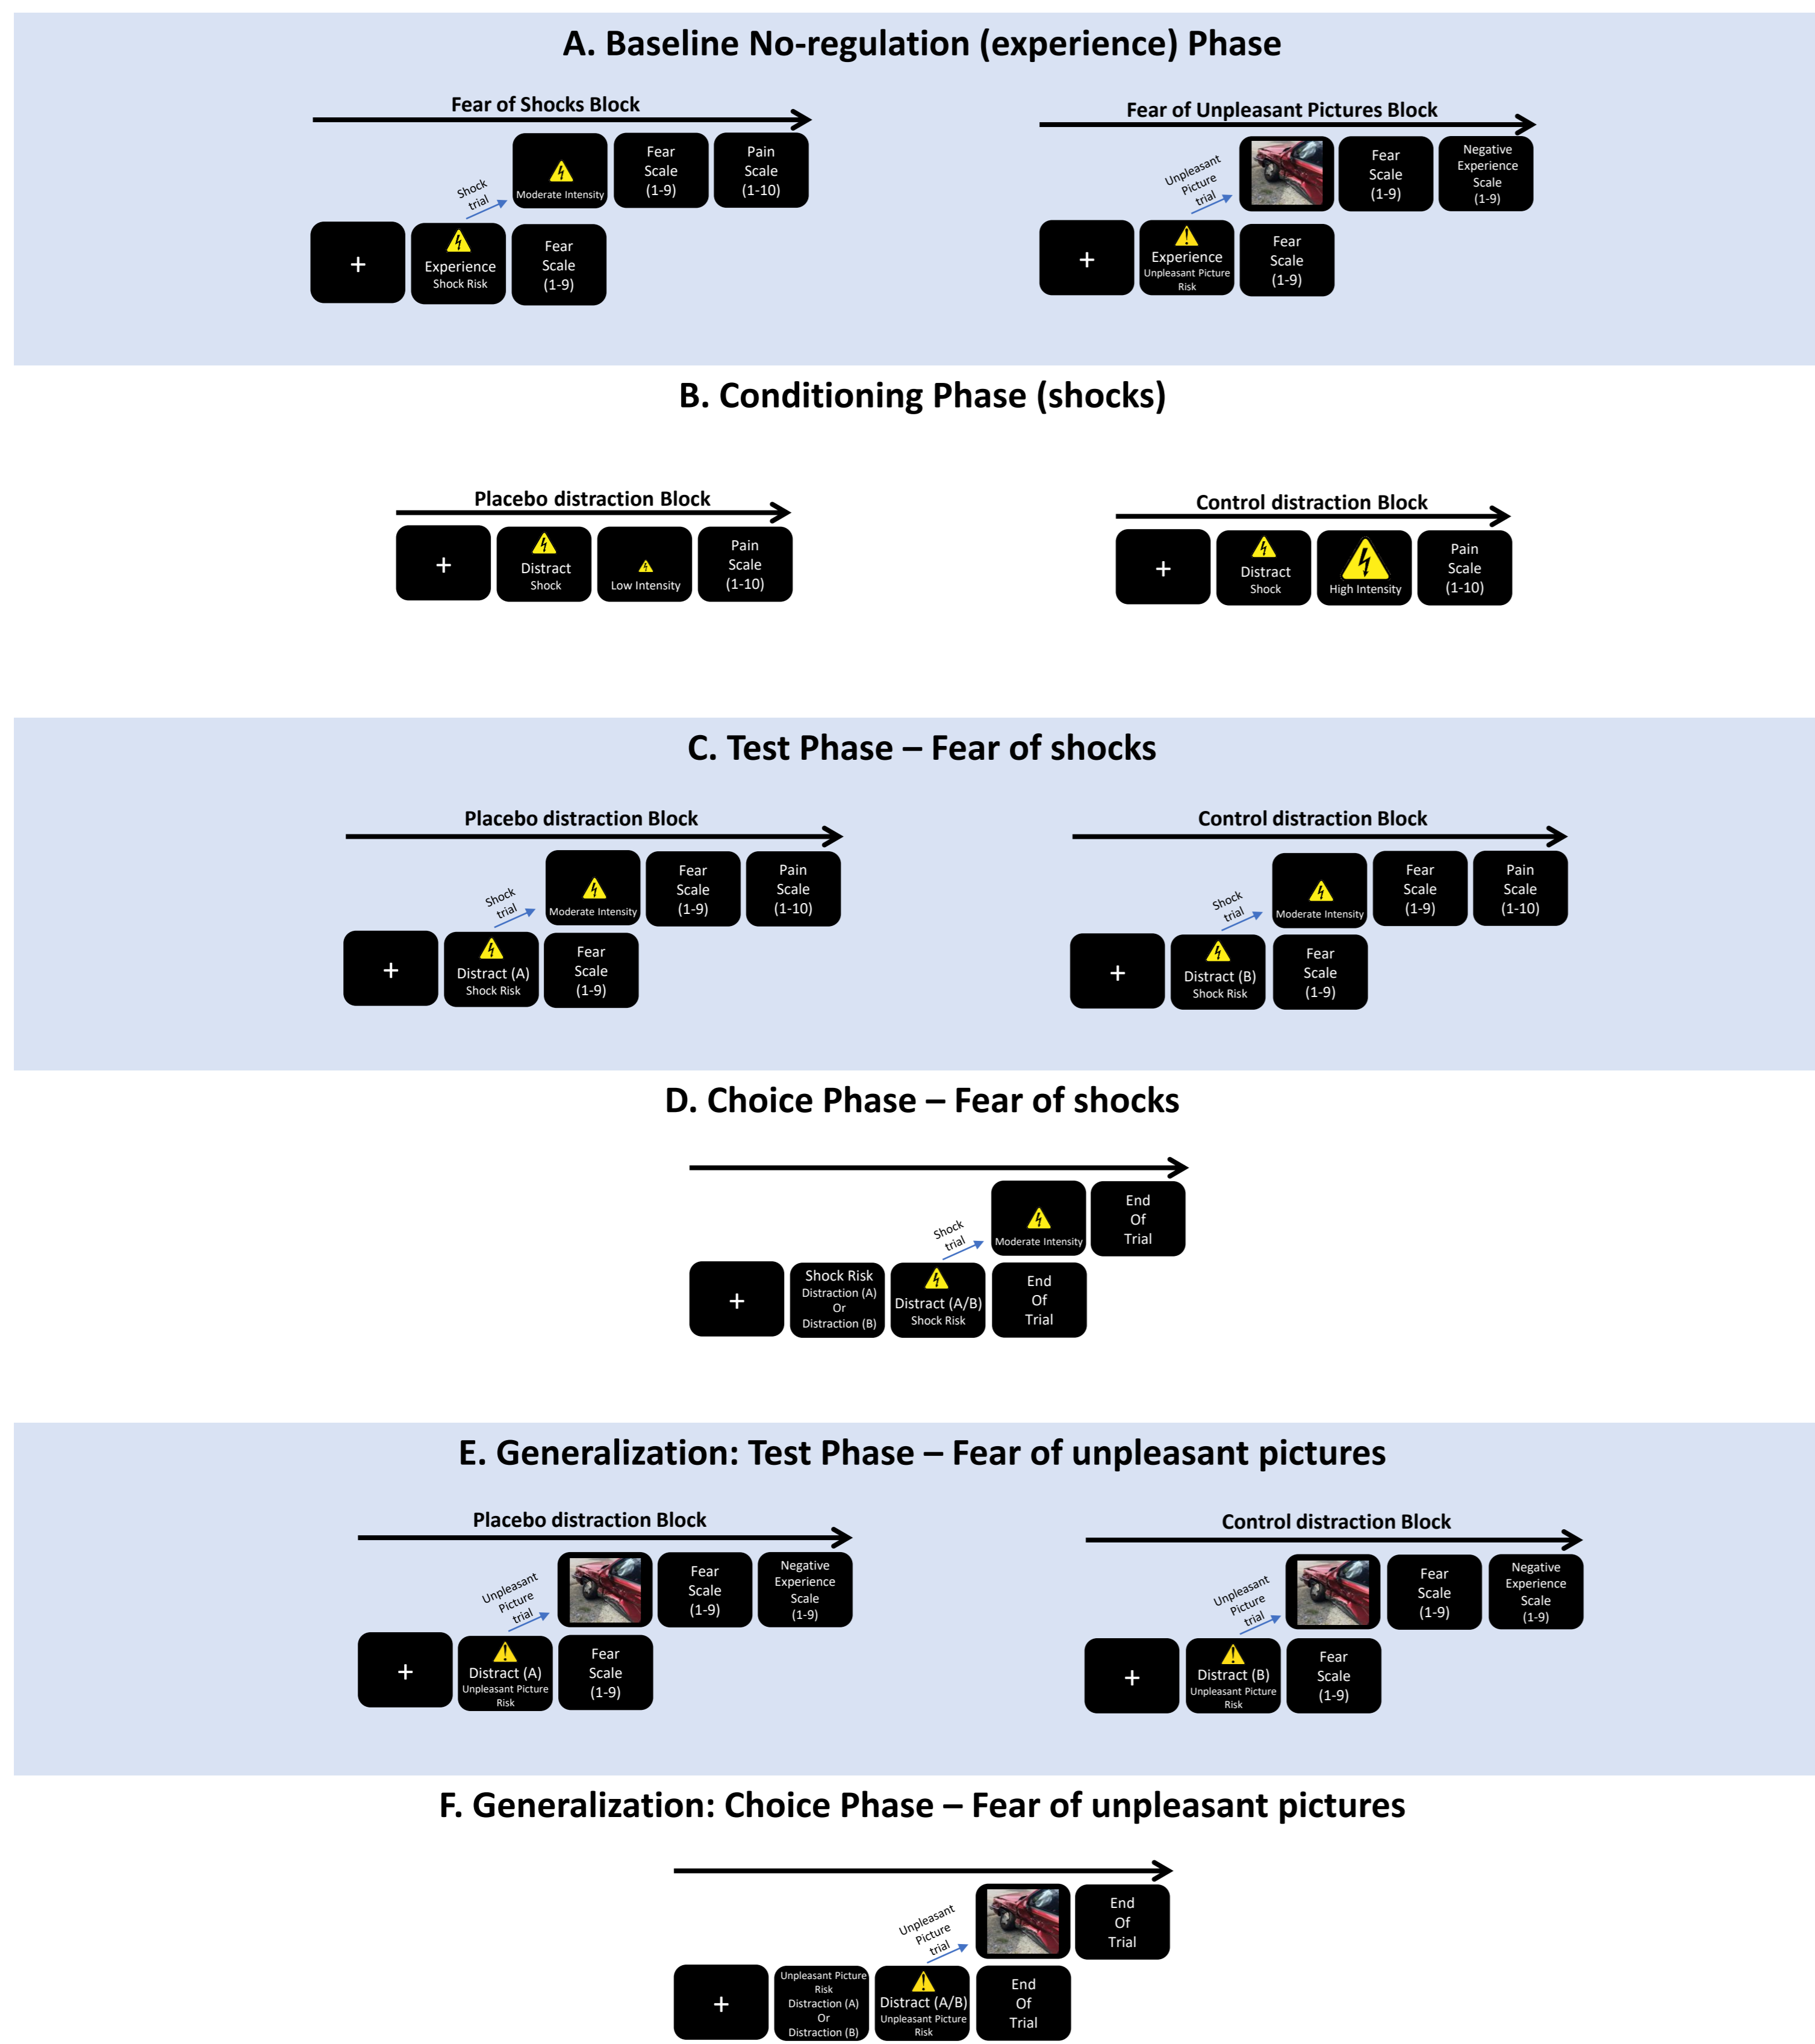 A. Baseline No-regulation (experience) Phase
Fear of Shocks Block
Shock
trial
Moderate Intensity
Fear
Scale
(1-9)
Pain
Scale
(1-10)
+
Experience
Shock Risk
Fear
Scale
(1-9)
Fear of Unpleasant Pictures Block
Unpleasant
Picture
trial
Fear
Scale
(1-9)
Negative
Experience
Scale
(1-9)
+
Experience
Unpleasant Picture
Risk
Fear
Scale
(1-9)
B. Conditioning Phase (shocks)
Placebo distraction Block
+
Distract
Shock
Low Intensity
Pain
Scale
(1-10)
Control distraction Block
+
Distract
Shock
High Intensity
Pain
Scale
(1-10)
C. Test Phase – Fear of shocks
Placebo distraction Block
Shock
trial
Moderate Intensity
Fear
Scale
(1-9)
Pain
Scale
(1-10)
+
Distract (A)
Shock Risk
Fear
Scale
(1-9)
Control distraction Block
Shock
trial
Moderate Intensity
Fear
Scale
(1-9)
Pain
Scale
(1-10)
+
Distract (B)
Shock Risk
Fear
Scale
(1-9)
D. Choice Phase – Fear of shocks
Shock
trial
Moderate Intensity
End
Of
Trial
+
Shock Risk
Distraction (A)
Or
Distraction (B)
Distract (A/B)
Shock Risk
End
Of
Trial
E. Generalization: Test Phase – Fear of unpleasant pictures
Placebo distraction Block
Unpleasant
Picture
trial
Fear
Scale
(1-9)
Negative
Experience
Scale
(1-9)
+
Distract (A)
Unpleasant Picture
Risk
Fear
Scale
(1-9)
Control distraction Block
Unpleasant
Picture
trial
Fear
Scale
(1-9)
Negative
Experience
Scale
(1-9)
+
Distract (B)
Unpleasant Picture
Risk
Fear
Scale
(1-9)
F. Generalization: Choice Phase – Fear of unpleasant pictures
Unpleasant
Picture
trial
End
Of
Trial
+
Unpleasant Picture
Risk
Distraction (A)
Or
Distraction (B)
Distract (A/B)
Unpleasant Picture
Risk
End
Of
Trial